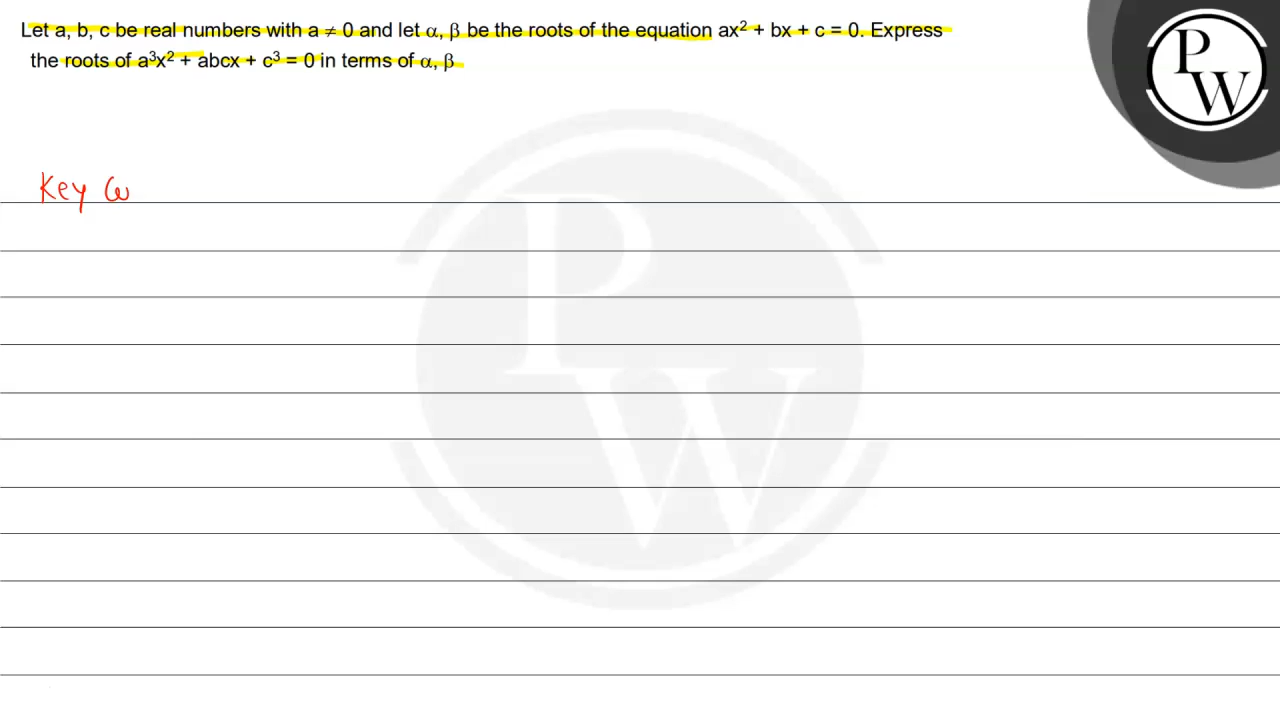 Let a, b, c be real numbers with a ≠ 0 and let α, β be the roots of the equation ax² + bx + c = 0. Express
the roots of a³x² + abcx + c³ = 0 in terms of α, β
P
W
Key
P
W